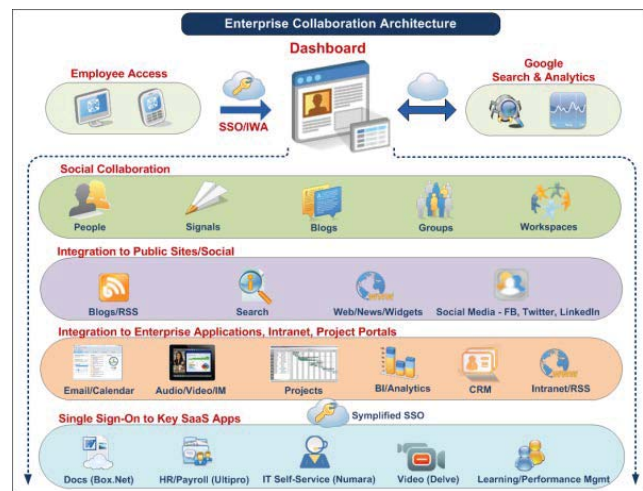 Enterprise Collaboration Architecture
Dashboard
Employee Access
SSO/IWA
Google
Search & Analytics
Social Collaboration
People
Signals
Blogs
Groups
Workspaces
Integration to Public Sites/Social
Blogs/RSS
Search
Web/News/Widgets
Social Media - FB, Twitter, LinkedIn
Integration to Enterprise Applications, Intranet, Project Portals
Email/Calendar
Audio/Video/IM
Projects
BI/Analytics
CRM
Intranet/RSS
Single Sign-On to Key SaaS Apps
Symplified SSO
Docs (Box.Net)
HR/Payroll (Ultipro)
IT Self-Service (Numara)
Video (Delve)
Learning/Performance Mgmt